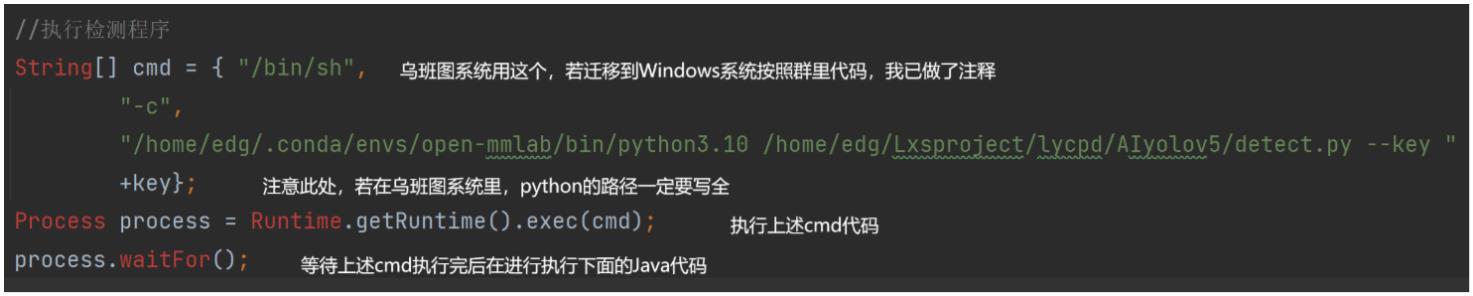 //执行检测程序
String[] cmd = { "/bin/sh", 乌班图系统用这个，若迁移到Windows系统按照群里代码，我已做了注释
"-c",
"/home/edg/.conda/envs/open-mmlab/bin/python3.10 /home/edg/Lxsproject/lycpd/AIyolov5/detect.py --key "
+key}; 注意此处，若在乌班图系统里，python的路径一定要写全
Process process = Runtime.getRuntime().exec(cmd); 执行上述cmd代码
process.waitFor(); 等待上述cmd执行完后在进行执行下面的Java代码